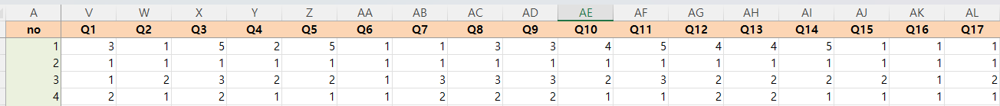 A V W X Y Z AA AB AC AD AE AF AG AH AI AJ AK AL
no Q1 Q2 Q3 Q4 Q5 Q6 Q7 Q8 Q9 Q10 Q11 Q12 Q13 Q14 Q15 Q16 Q17
1 3 1 5 2 5 1 1 3 3 4 5 4 4 5 1 1 1
2 1 1 1 1 1 1 1 1 1 1 1 1 1 1 1 1 1
3 1 2 3 2 2 1 3 3 3 2 3 2 2 2 2 1 2
4 2 1 2 1 1 1 2 2 2 1 1 2 2 1 1 1 1